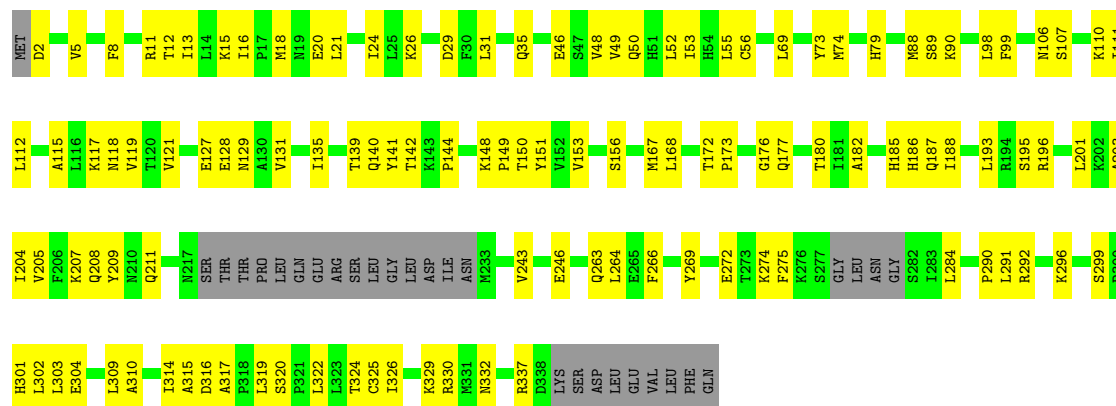 MET D2 V5 F8 R11 T12 I13 L14 K15 I16 P17 M18 N19 E20 L21 I24 L25 K26 D29 F30 L31 Q35 E46 S47 V48 V49 Q50 H51 L52 I53 H54 L55 C56 L69 Y73 M74 H79 M88 S89 K90 L98 F99 N106 S107 K110
L112 A115 L116 K117 N118 V119 T120 V121 E127 E128 N129 A130 V131 I135 T139 Q140 Y141 T142 K143 P144 K148 P149 T150 Y151 V152 V153 S156 M167 L168 T172 P173 G176 Q177 T180 I181 A182 H185 H186 Q187 I188 L193 R194 S195 R196 L201 K202
I204 V205 F206 K207 Q208 Y209 N210 Q211 N217 SER THR THR PRO LEU GLN GLU ARG SER LEU GLY LEU ASP ILE ASN M233 V243 E246 Q263 L264 E265 F266 Y269 E272 T273 K274 F275 K276 S277 GLY LEU ASN GLY S282 I283 L284 P290 L291 R292 K296 S299
H301 L302 L303 E304 L309 A310 I314 A315 D316 A317 P318 L319 S320 P321 L322 L323 T324 C325 I326 K329 R330 M331 N332 R337 D338 LYS SER ASP LEU GLU VAL LEU PHE GLN